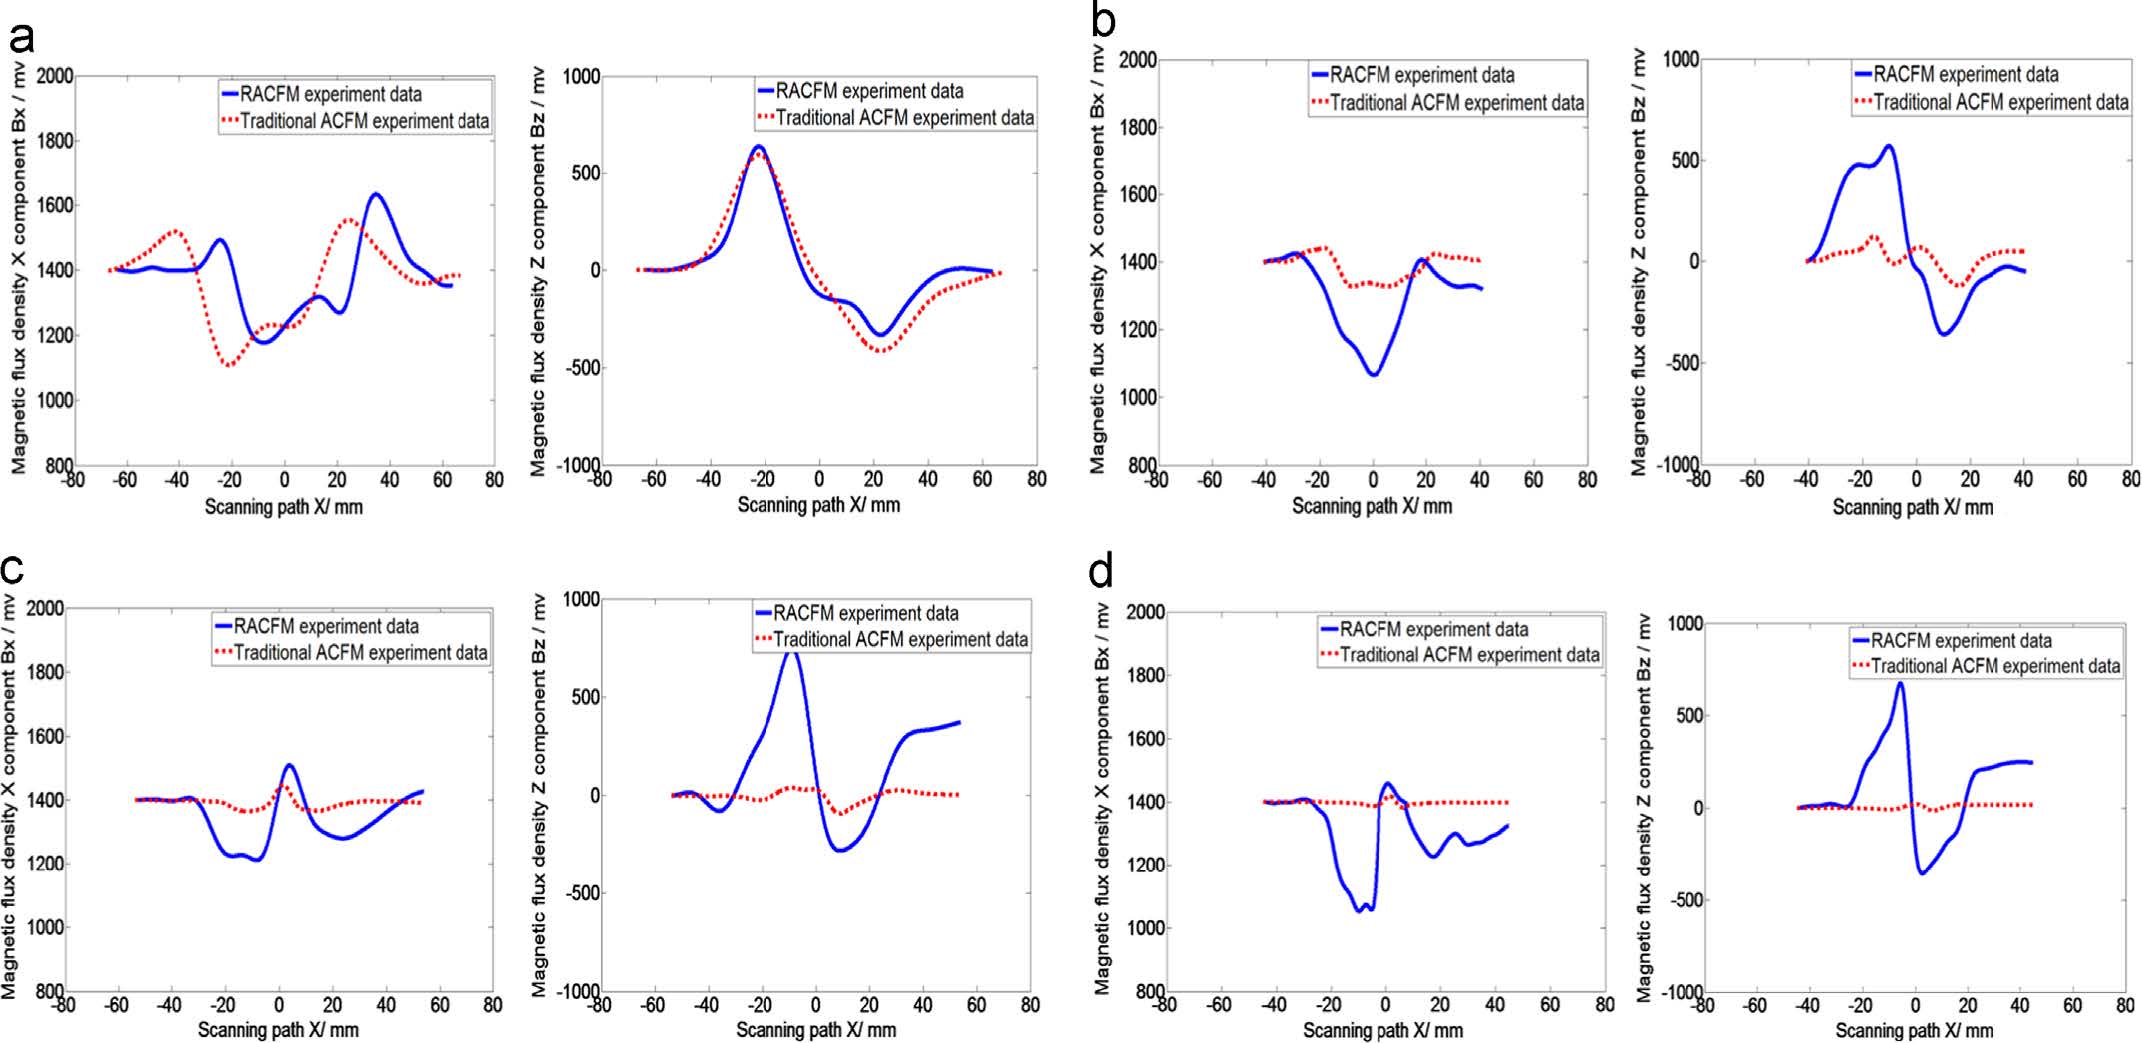 a
Magnetic flux density X component Bx / mv
2000
1800
1600
1400
1200
1000
800
RACFM experiment data
Traditional ACFM experiment data
-80 -60 -40 -20 0 20 40 60 80
Scanning path X/ mm
Magnetic flux density Z component Bz / mv
1000
500
0
-500
-1000
RACFM experiment data
Traditional ACFM experiment data
-80 -60 -40 -20 0 20 40 60 80
Scanning path X/ mm
b
Magnetic flux density X component Bx / mv
2000
1800
1600
1400
1200
1000
800
RACFM experiment data
Traditional ACFM experiment data
-80 -60 -40 -20 0 20 40 60 80
Scanning path X/ mm
Magnetic flux density Z component Bz / mv
1000
500
0
-500
-1000
RACFM experiment data
Traditional ACFM experiment data
-80 -60 -40 -20 0 20 40 60 80
Scanning path X/ mm
c
Magnetic flux density X component Bx / mv
2000
1800
1600
1400
1200
1000
800
RACFM experiment data
Traditional ACFM experiment data
-80 -60 -40 -20 0 20 40 60 80
Scanning path X/ mm
Magnetic flux density Z component Bz / mv
1000
500
0
-500
-1000
RACFM experiment data
Traditional ACFM experiment data
-80 -60 -40 -20 0 20 40 60 80
Scanning path X/ mm
d
Magnetic flux density X component Bx / mv
2000
1800
1600
1400
1200
1000
800
RACFM experiment data
Traditional ACFM experiment data
-80 -60 -40 -20 0 20 40 60 80
Scanning path X/ mm
Magnetic flux density Z component Bz / mv
1000
500
0
-500
-1000
RACFM experiment data
Traditional ACFM experiment data
-80 -60 -40 -20 0 20 40 60 80
Scanning path X/ mm